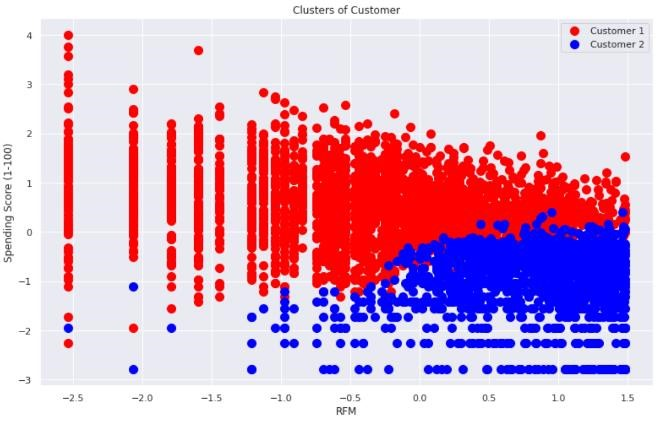 Clusters of Customer
Customer 1
Customer 2
Spending Score (1-100)
4
3
2
1
0
−1
−2
−3
−2.5 −2.0 −1.5 −1.0 −0.5 0.0 0.5 1.0 1.5
RFM